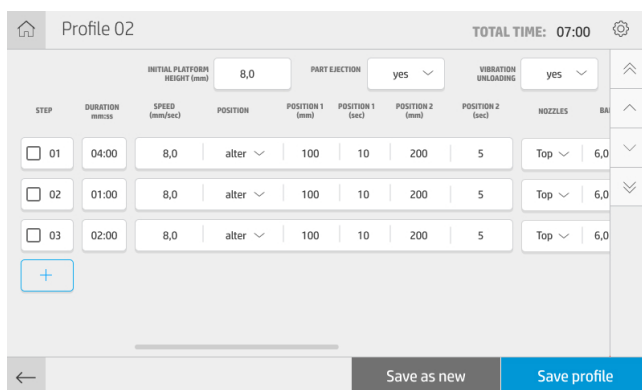 Profile 02
TOTAL TIME: 07:00
INITIAL PLATFORM
HEIGHT (mm)
8,0
PART EJECTION
yes
VIBRATION
UNLOADING
yes
STEP
DURATION
mm:ss
SPEED
(mm/sec)
POSITION
POSITION 1
(mm)
POSITION 1
(sec)
POSITION 2
(mm)
POSITION 2
(sec)
NOZZLES
BA
01 04:00 8,0 alter 100 10 200 5 Top 6,0
02 01:00 8,0 alter 100 10 200 5 Top 6,0
03 02:00 8,0 alter 100 10 200 5 Top 6,0
+
Save as new
Save profile